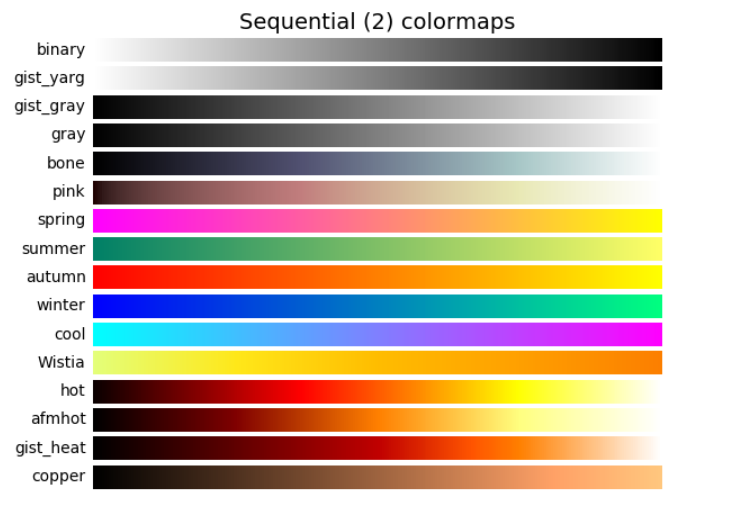 Sequential (2) colormaps
binary
gist_yarg
gist_gray
gray
bone
pink
spring
summer
autumn
winter
cool
Wistia
hot
afmhot
gist_heat
copper